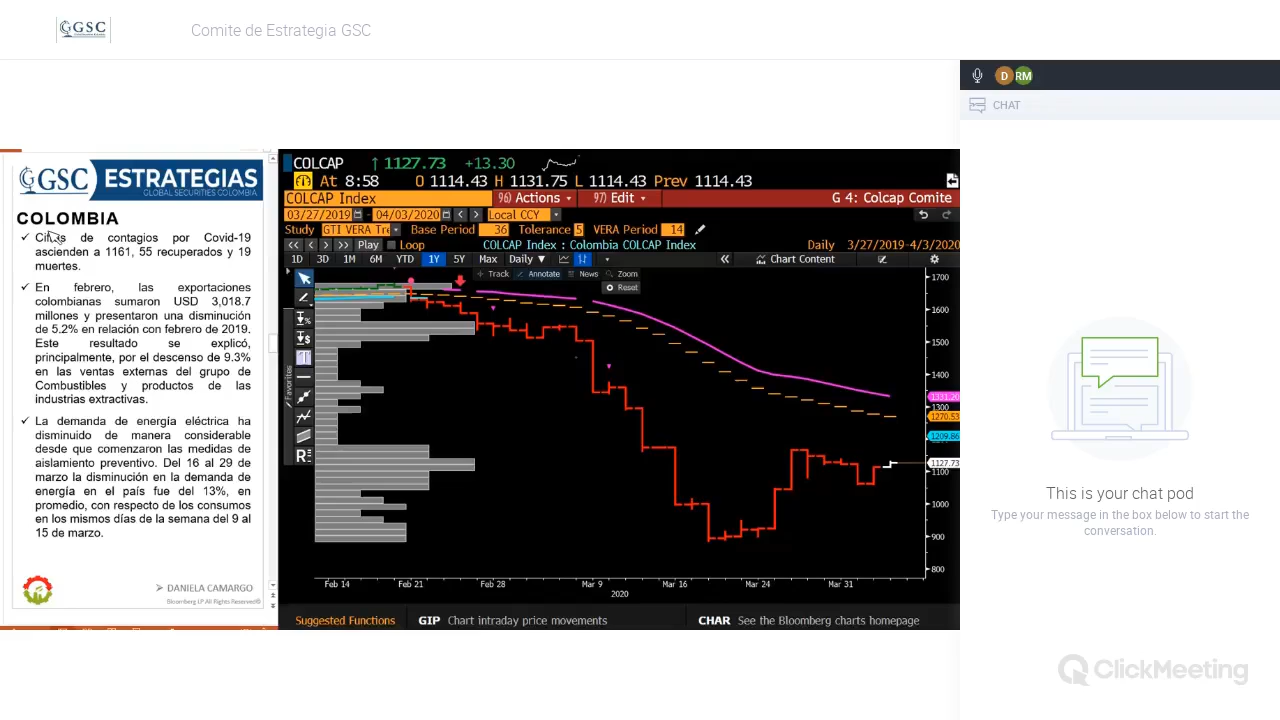 GSC
Comite de Estrategia GSC
D
RM
CHAT
GSC
ESTRATEGIAS
GLOBAL SECURITIES COLOMBIA
COLOMBIA
✓ Cifras de contagios por Covid-19
ascienden a 1161, 55 recuperados y 19
muertes.
✓ En febrero, las exportaciones
colombianas sumaron USD 3,018.7
millones y presentaron una disminución
de 5.2% en relación con febrero de 2019.
Este resultado se explicó,
principalmente, por el descenso de 9.3%
en las ventas externas del grupo de
Combustibles y productos de las
industrias extractivas.
✓ La demanda de energía eléctrica ha
disminuido de manera considerable
desde que comenzaron las medidas de
aislamiento preventivo. Del 16 al 29 de
marzo la disminución en la demanda de
energía en el país fue del 13%, en
promedio, con respecto de los consumos
en los mismos días de la semana del 9 al
15 de marzo.
➢ DANIELA CAMARGO
Bloomberg LP All Rights Reserved®
COLCAP ↑ 1127.73 +13.30
At 8:58 O 1114.43 H 1131.75 L 1114.43 Prev 1114.43
COLCAP Index 96) Actions 97) Edit G 4: Colcap Comite
03/27/2019 - 04/03/2020 < > Local CCY
Study GTI VERA Tre Base Period 36 Tolerance 5 VERA Period 14
<< < > >> Play Loop COLCAP Index : Colombia COLCAP Index Daily 3/27/2019-4/3/2020
1D 3D 1M 6M YTD 1Y 5Y Max Daily ▼ « Chart Content
Track Annotate News Zoom
Reset
Favorites
%
$
T
R
1700
1600
1500
1400
1331.20
1300
1270.53
1209.86
1127.73
1100
1000
900
800
Feb 14 Feb 21 Feb 28 Mar 9 Mar 16 Mar 24 Mar 31
2020
Suggested Functions GIP Chart intraday price movements CHAR See the Bloomberg charts homepage
This is your chat pod
Type your message in the box below to start the
conversation.
ClickMeeting